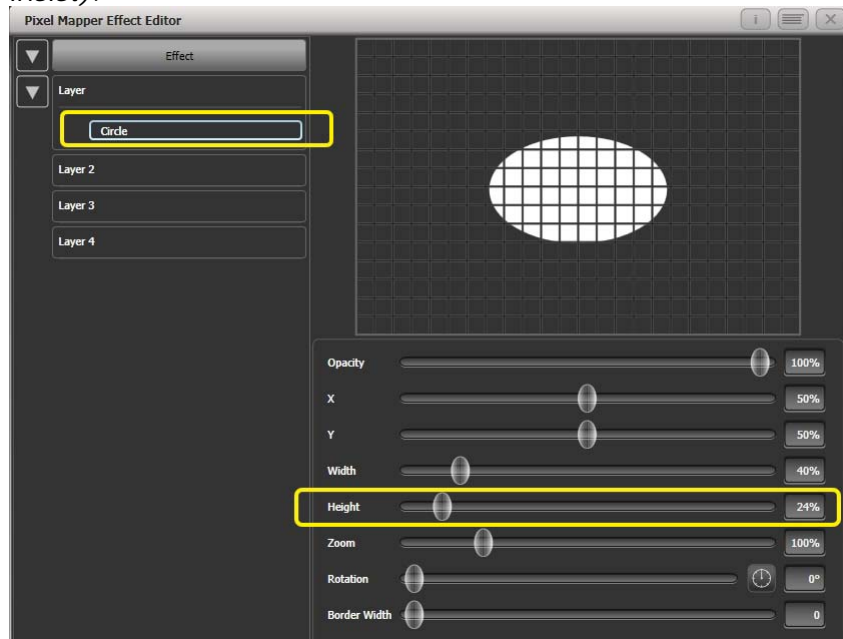 Pixel Mapper Effect Editor
i
Effect
Layer
Circle
Layer 2
Layer 3
Layer 4
Opacity 100%
X 50%
Y 50%
Width 40%
Height 24%
Zoom 100%
Rotation 0°
Border Width 0